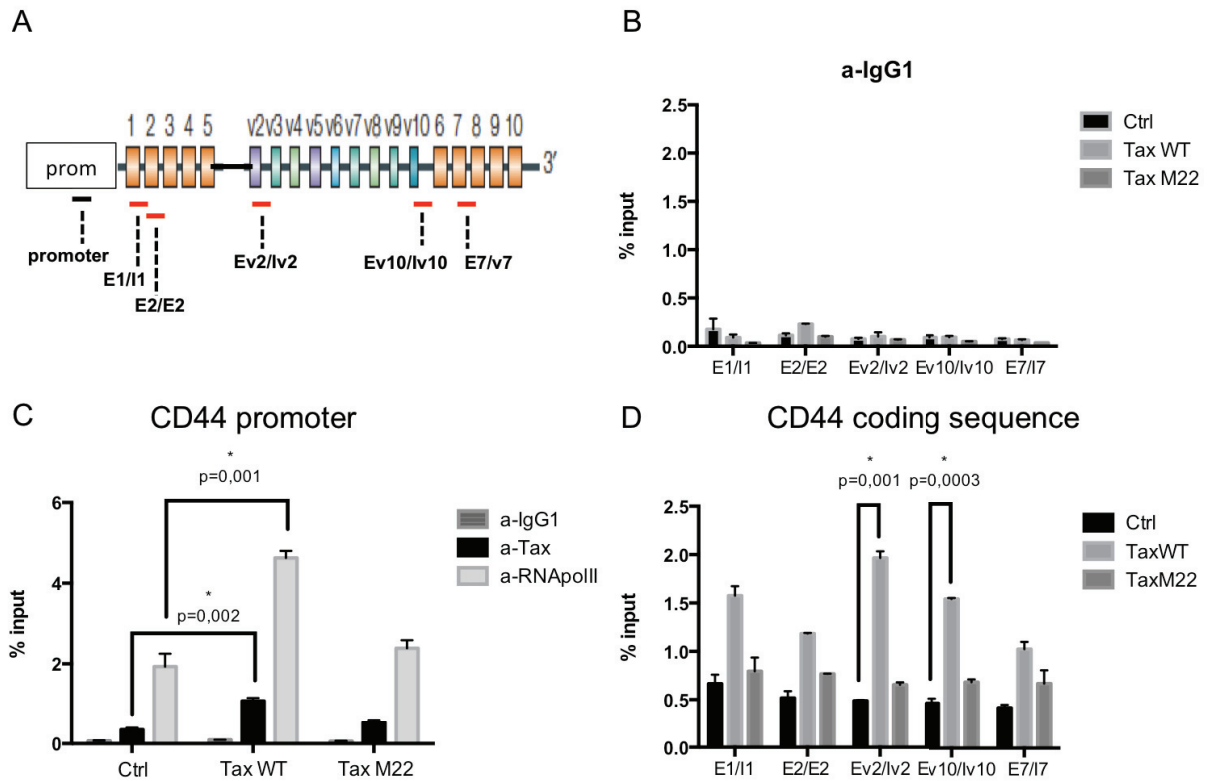 A
1 2 3 4 5 v2 v3 v4 v5 v6 v7 v8 v9 v10 6 7 8 9 10
prom
3′
promoter
E1/I1
E2/E2
Ev2/Iv2
Ev10/Iv10
E7/v7
B
a-IgG1
2.5
2.0
1.5
1.0
0.5
0.0
% input
E1/I1 E2/E2 Ev2/Iv2 Ev10/Iv10 E7/I7
Ctrl
Tax WT
Tax M22
C
CD44 promoter
*
p=0,001
*
p=0,002
6
4
2
0
% input
Ctrl Tax WT Tax M22
a-IgG1
a-Tax
a-RNApolII
D
CD44 coding sequence
* *
p=0,001 p=0,0003
2.5
2.0
1.5
1.0
0.5
0.0
% input
E1/I1 E2/E2 Ev2/Iv2 Ev10/Iv10 E7/I7
Ctrl
TaxWT
TaxM22